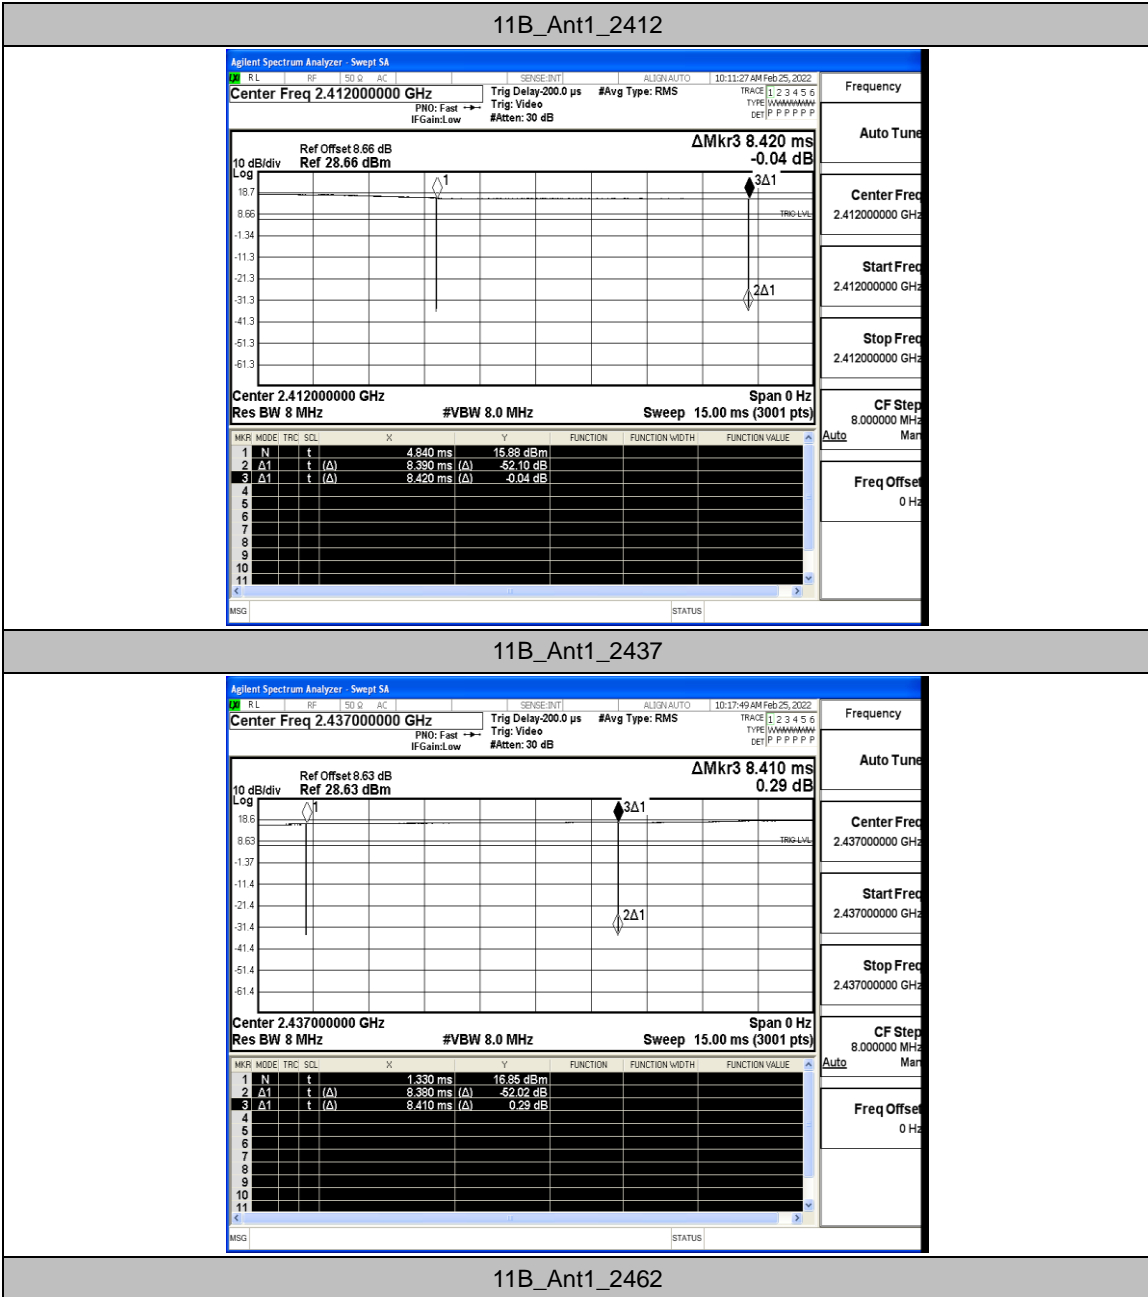 11B_Ant1_2412
Agilent Spectrum Analyzer - Swept SA
LXI RL RF 50 Ω AC SENSE:INT ALIGN AUTO 10:11:27 AM Feb 25, 2022
Center Freq 2.412000000 GHz
PNO: Fast
IFGain:Low
Trig Delay-200.0 µs
Trig: Video
#Atten: 30 dB
#Avg Type: RMS
TRACE 1 2 3 4 5 6
TYPE WWWWWW
DET P P P P P P
Frequency
Auto Tune
Center Freq
2.412000000 GHz
Start Freq
2.412000000 GHz
Stop Freq
2.412000000 GHz
CF Step
8.000000 MHz
Auto Man
Freq Offset
0 Hz
ΔMkr3 8.420 ms
-0.04 dB
Ref Offset 8.66 dB
10 dB/div Ref 28.66 dBm
Log
1
3Δ1
18.7
8.66
TRIG LVL
-1.34
-11.3
-21.3
2Δ1
-31.3
-41.3
-51.3
-61.3
Center 2.412000000 GHz Span 0 Hz
Res BW 8 MHz #VBW 8.0 MHz Sweep 15.00 ms (3001 pts)
MKR MODE TRC SCL X Y FUNCTION FUNCTION WIDTH FUNCTION VALUE
1 N t 4.840 ms 15.88 dBm
2 Δ1 t (Δ) 8.390 ms (Δ) -52.10 dB
3 Δ1 t (Δ) 8.420 ms (Δ) -0.04 dB
4
5
6
7
8
9
10
11
MSG STATUS
11B_Ant1_2437
Agilent Spectrum Analyzer - Swept SA
LXI RL RF 50 Ω AC SENSE:INT ALIGN AUTO 10:17:49 AM Feb 25, 2022
Center Freq 2.437000000 GHz
PNO: Fast
IFGain:Low
Trig Delay-200.0 µs
Trig: Video
#Atten: 30 dB
#Avg Type: RMS
TRACE 1 2 3 4 5 6
TYPE WWWWWW
DET P P P P P P
Frequency
Auto Tune
Center Freq
2.437000000 GHz
Start Freq
2.437000000 GHz
Stop Freq
2.437000000 GHz
CF Step
8.000000 MHz
Auto Man
Freq Offset
0 Hz
ΔMkr3 8.410 ms
0.29 dB
Ref Offset 8.63 dB
10 dB/div Ref 28.63 dBm
Log
1
3Δ1
18.6
8.63
TRIG LVL
-1.37
-11.4
-21.4
2Δ1
-31.4
-41.4
-51.4
-61.4
Center 2.437000000 GHz Span 0 Hz
Res BW 8 MHz #VBW 8.0 MHz Sweep 15.00 ms (3001 pts)
MKR MODE TRC SCL X Y FUNCTION FUNCTION WIDTH FUNCTION VALUE
1 N t 1.330 ms 16.85 dBm
2 Δ1 t (Δ) 8.380 ms (Δ) -52.02 dB
3 Δ1 t (Δ) 8.410 ms (Δ) 0.29 dB
4
5
6
7
8
9
10
11
MSG STATUS
11B_Ant1_2462